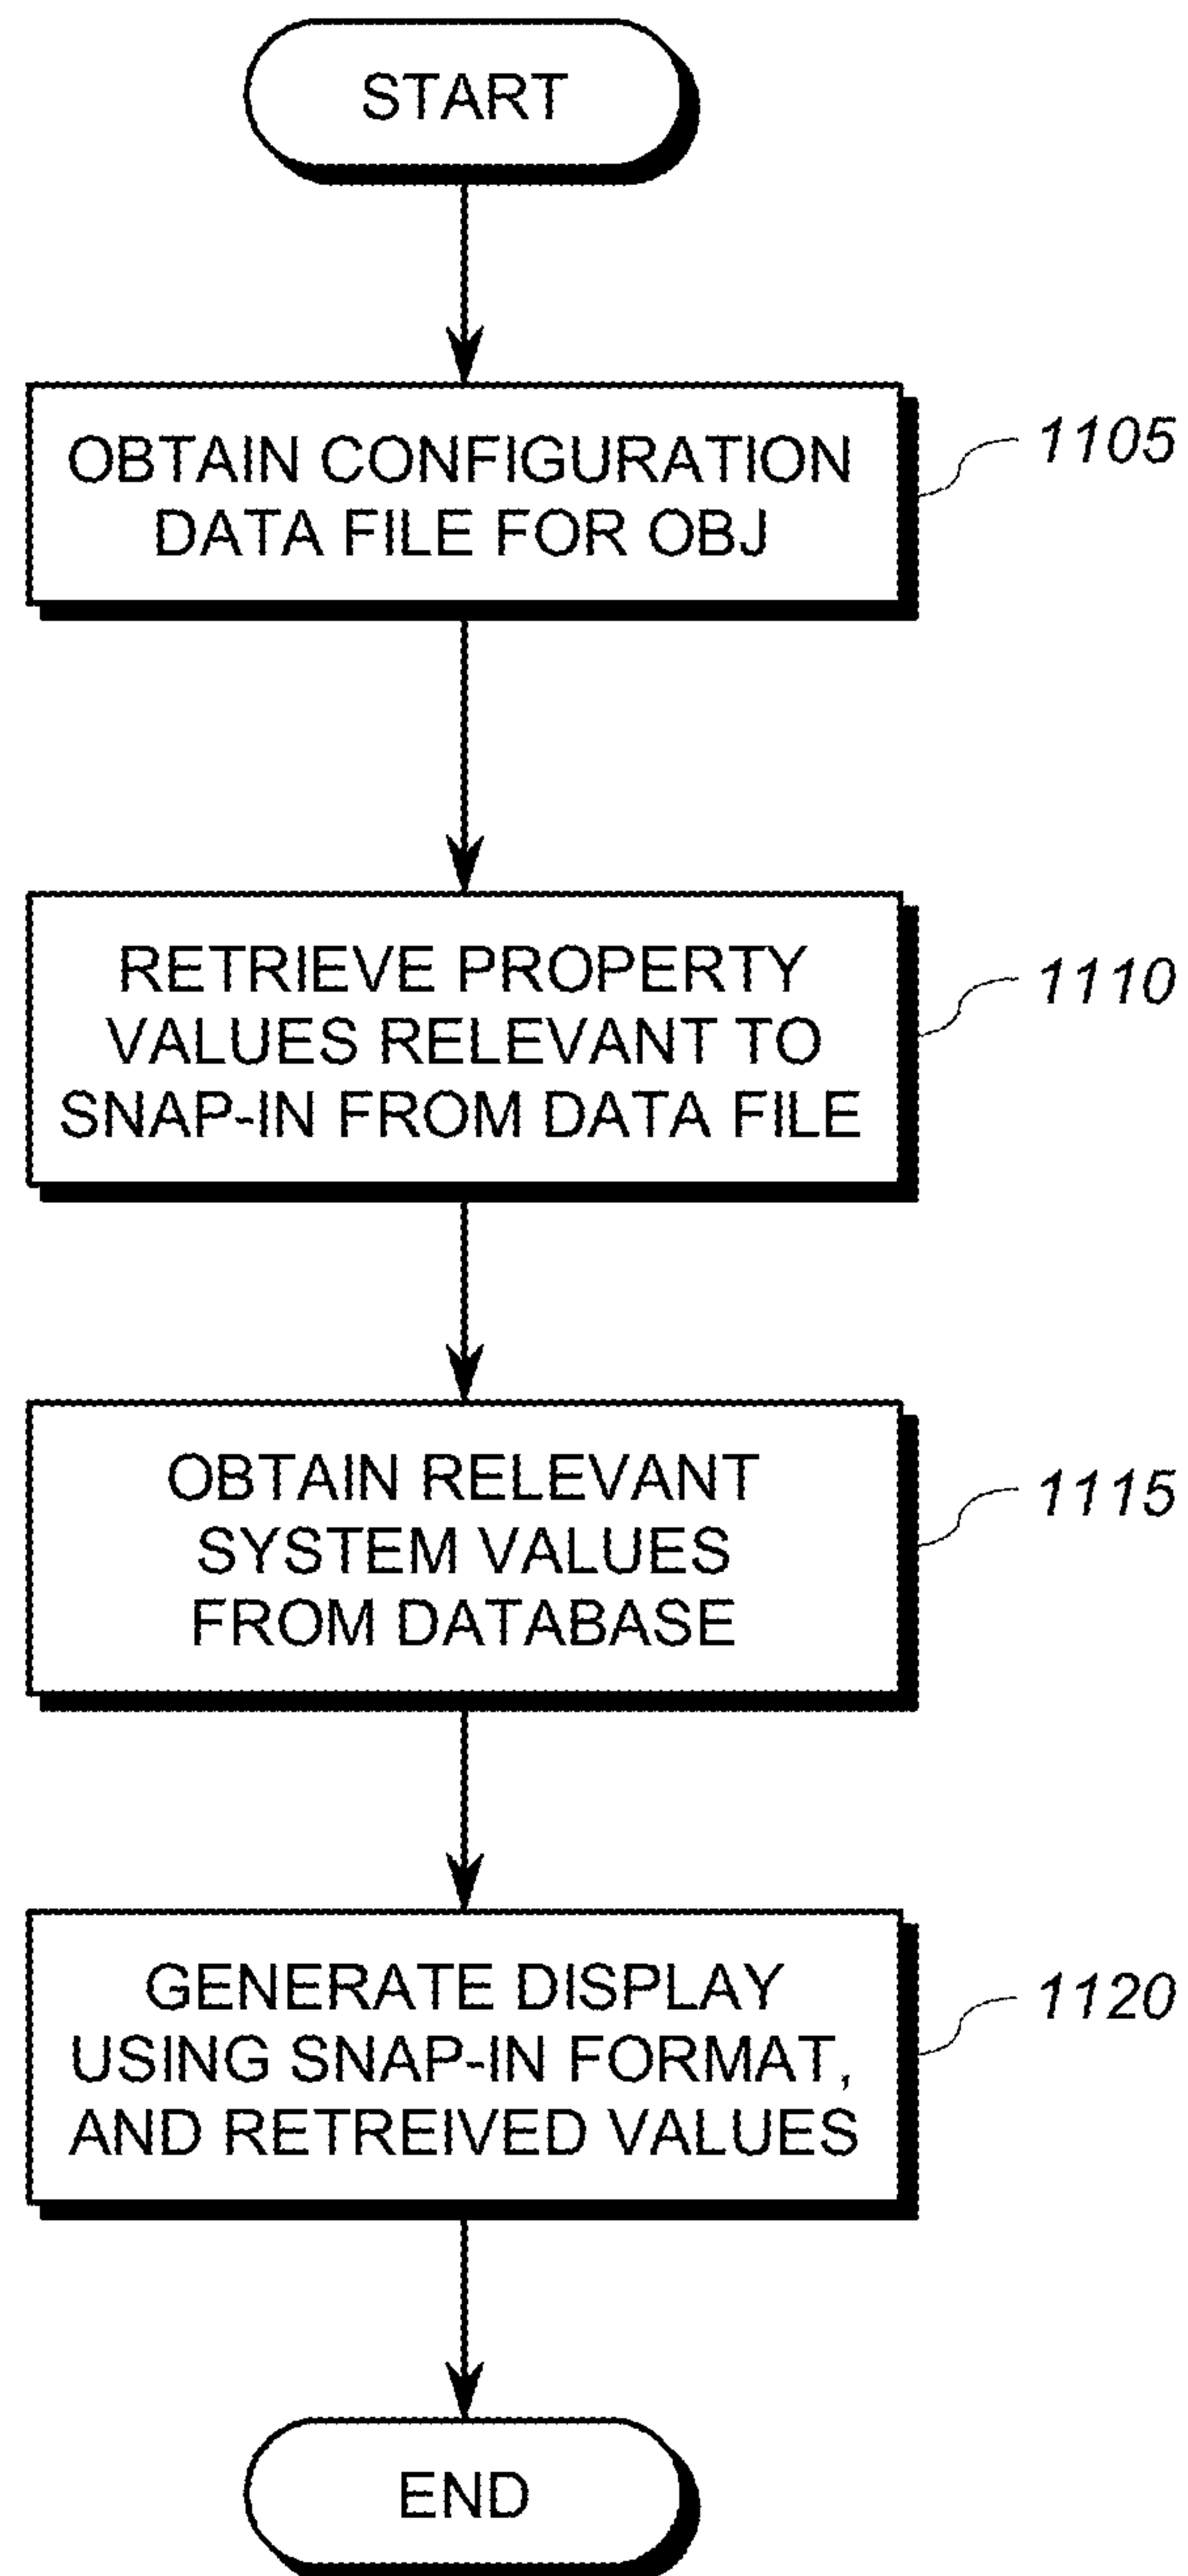 START
OBTAIN CONFIGURATION
DATA FILE FOR OBJ
1105
RETRIEVE PROPERTY
VALUES RELEVANT TO
SNAP-IN FROM DATA FILE
1110
OBTAIN RELEVANT
SYSTEM VALUES
FROM DATABASE
1115
GENERATE DISPLAY
USING SNAP-IN FORMAT,
AND RETREIVED VALUES
1120
END